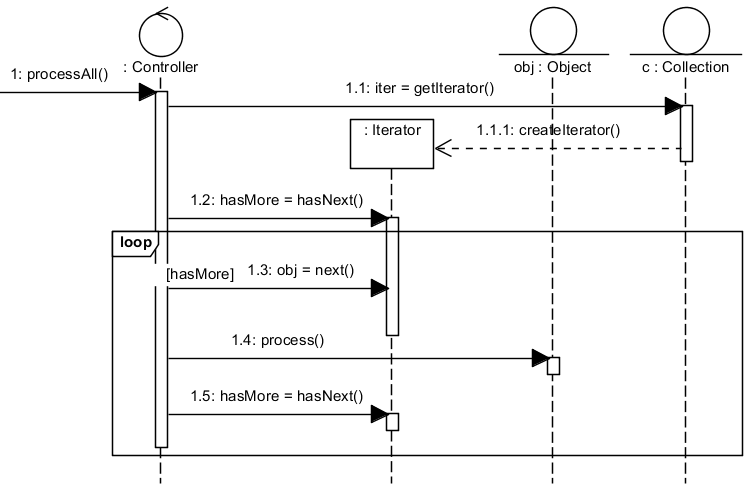 : Controller
obj : Object
c : Collection
1: processAll()
1.1: iter = getIterator()
: Iterator
1.1.1: createIterator()
1.2: hasMore = hasNext()
loop
[hasMore]
1.3: obj = next()
1.4: process()
1.5: hasMore = hasNext()